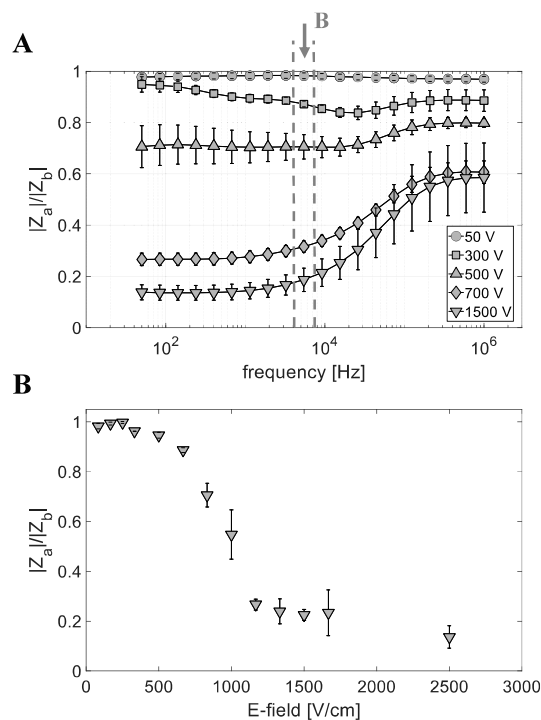 B
A
|Z_a|/|Z_b|
1
0.8
0.6
0.4
0.2
0
10^2
10^4
10^6
frequency [Hz]
50 V
300 V
500 V
700 V
1500 V
B
|Z_a|/|Z_b|
1
0.8
0.6
0.4
0.2
0
0
500
1000
1500
2000
2500
3000
E-field [V/cm]